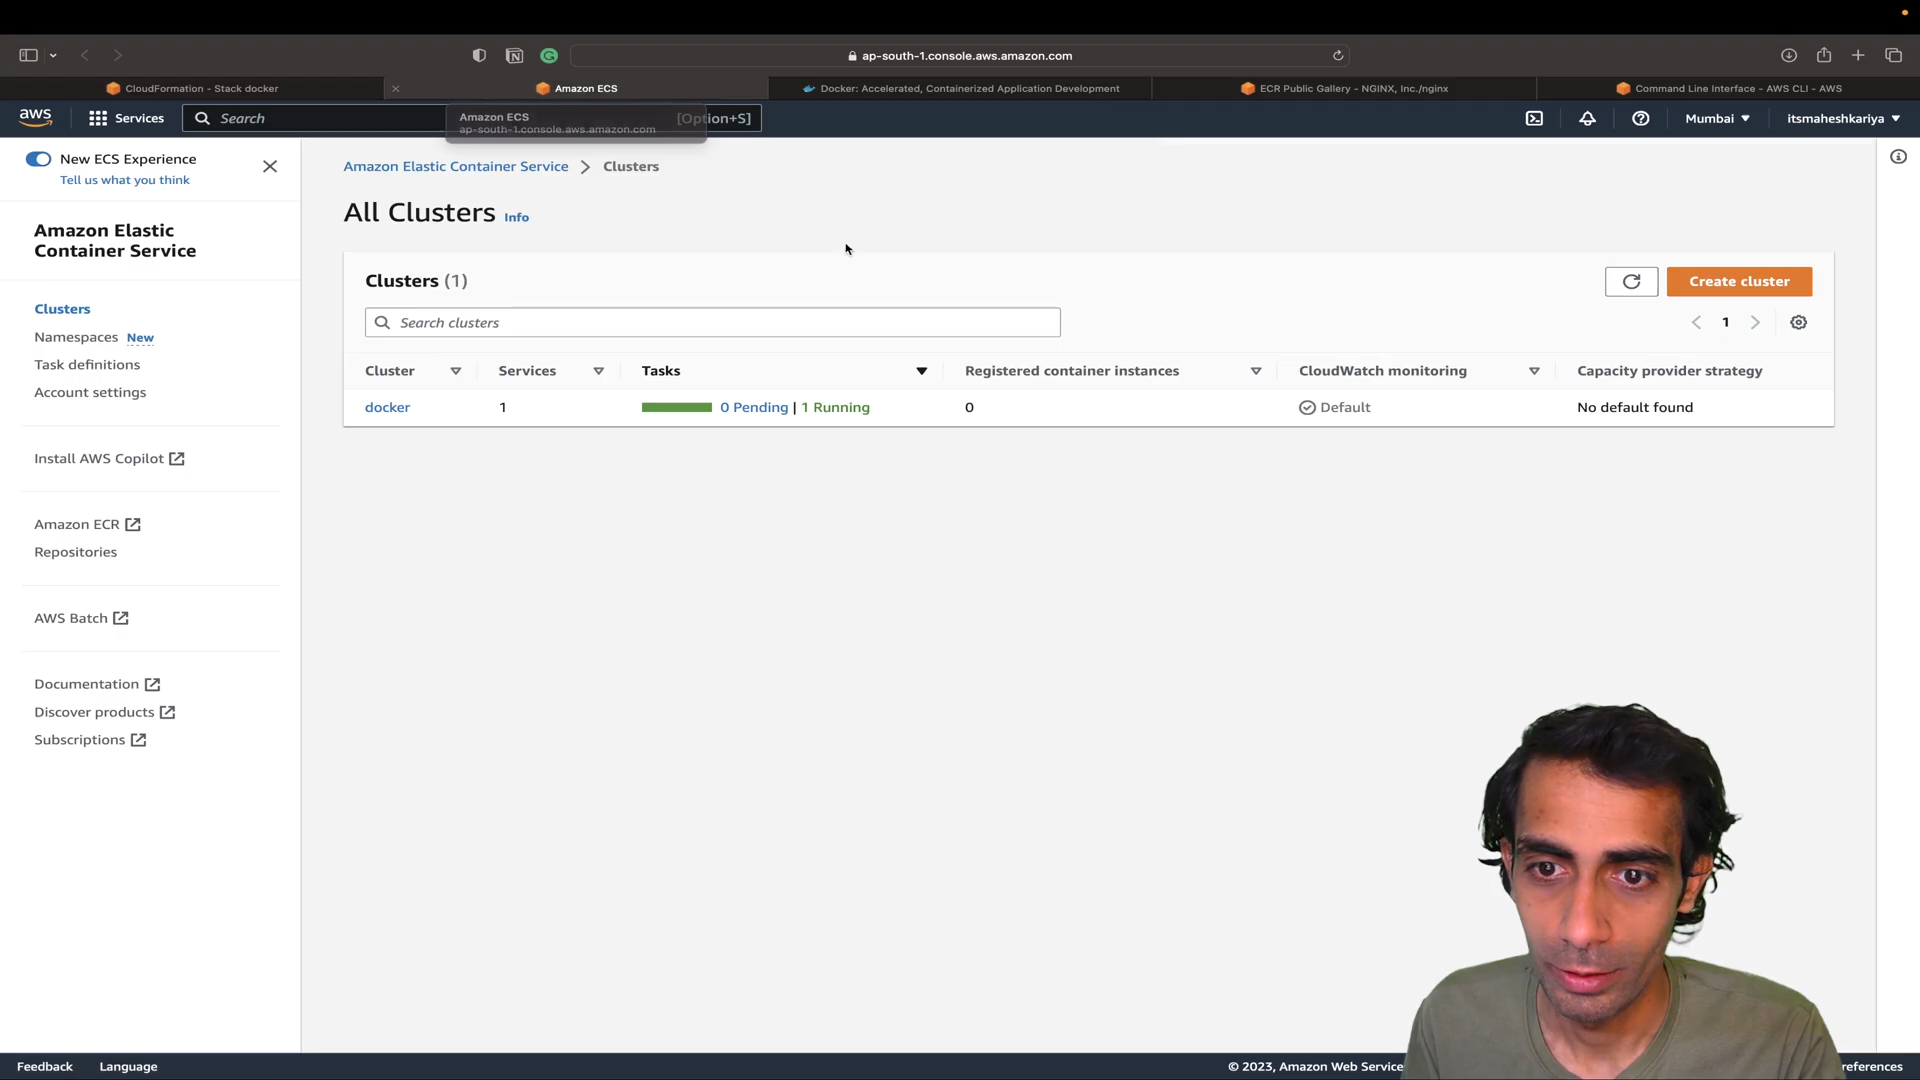 ap-south-1.console.aws.amazon.com
CloudFormation - Stack docker
Amazon ECS
Docker: Accelerated, Containerized Application Development
ECR Public Gallery - NGINX, Inc./nginx
Command Line Interface - AWS CLI - AWS
aws
Services
Search
[Option+S]
Amazon ECS
ap-south-1.console.aws.amazon.com
Mumbai
itsmaheshkariya
New ECS Experience
Tell us what you think
Amazon Elastic
Container Service
Clusters
Namespaces New
Task definitions
Account settings
Install AWS Copilot
Amazon ECR
Repositories
AWS Batch
Documentation
Discover products
Subscriptions
Amazon Elastic Container Service > Clusters
All Clusters Info
Clusters (1)
Create cluster
Search clusters
1
Cluster Services Tasks Registered container instances CloudWatch monitoring Capacity provider strategy
docker 1 0 Pending | 1 Running 0 Default No default found
Feedback Language
© 2023, Amazon Web Service
references